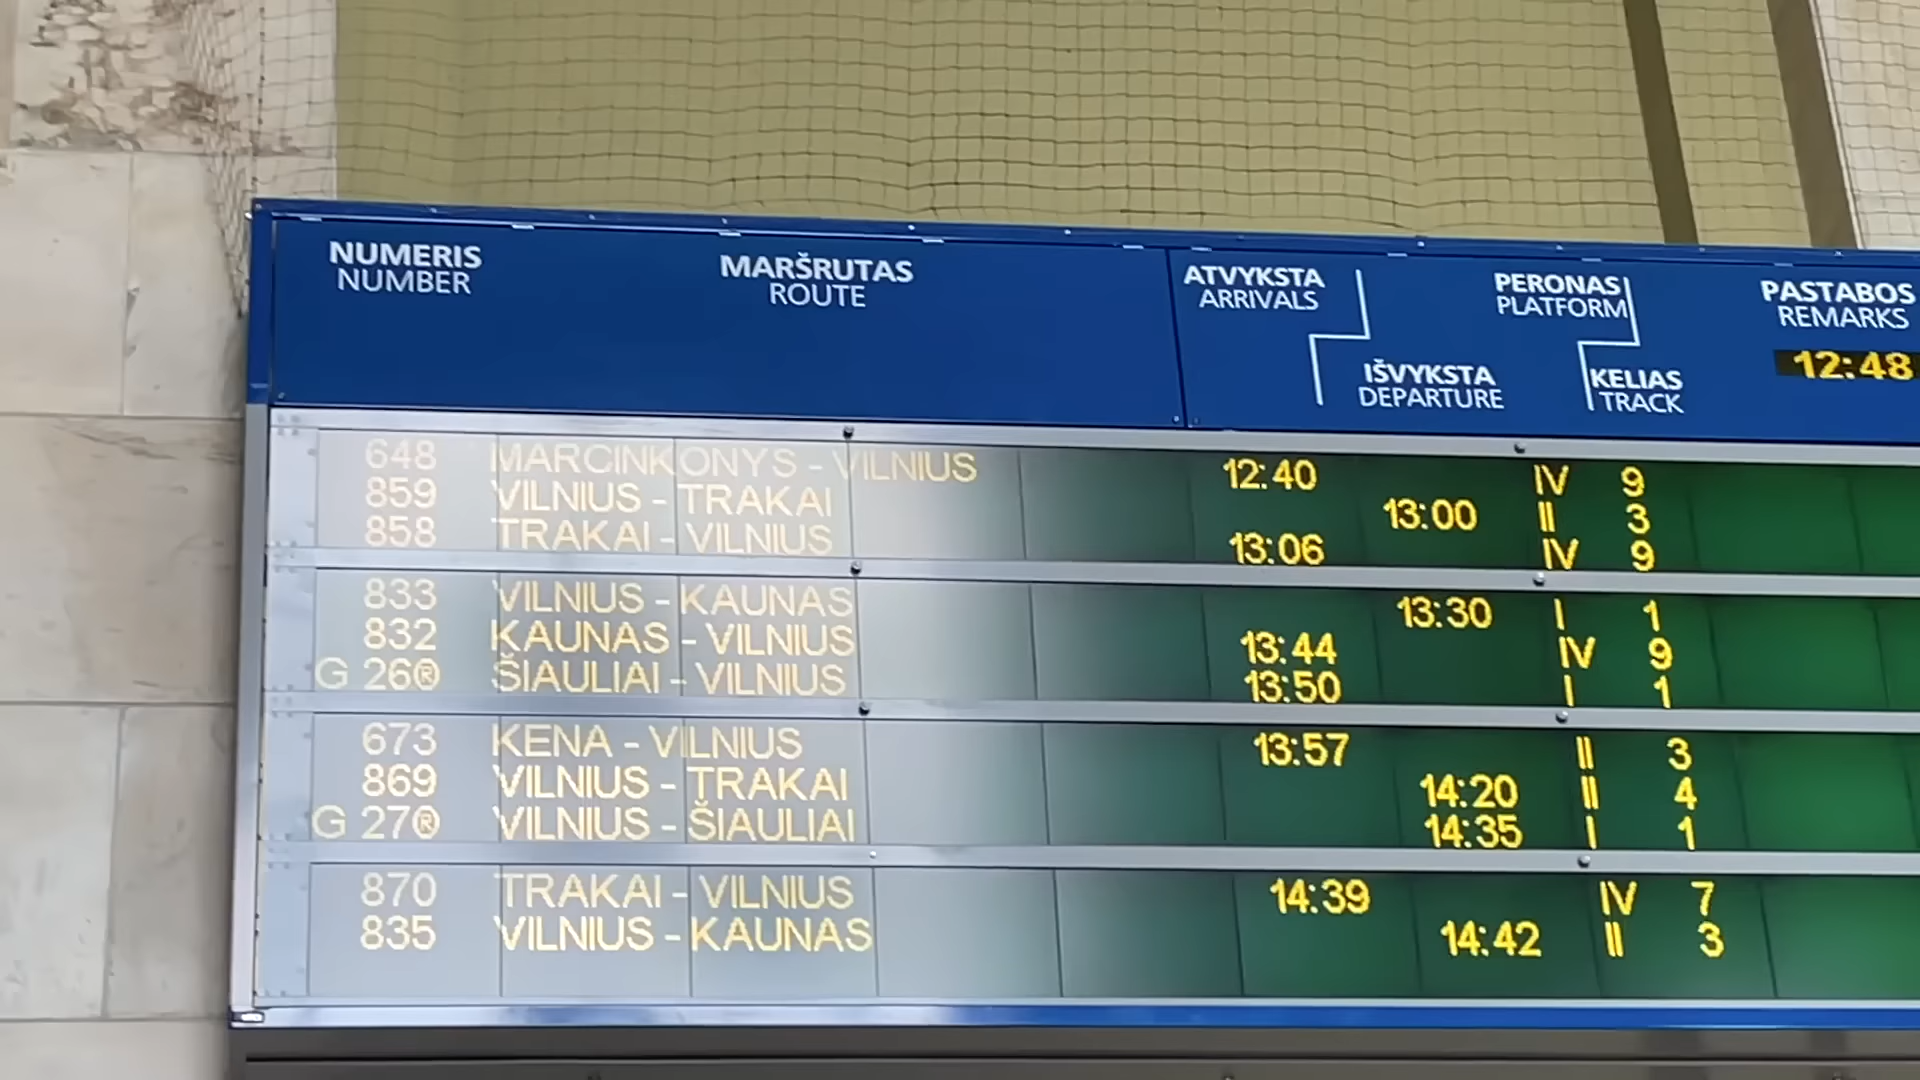 NUMERIS MARŠRUTAS ATVYKSTA PERONAS PASTABOS
NUMBER ROUTE ARRIVALS PLATFORM REMARKS
12:48
IŠVYKSTA KELIAS
DEPARTURE TRACK
648 MARCINKONYS - VILNIUS 12:40 IV 9
859 VILNIUS - TRAKAI 13:00 II 3
858 TRAKAI - VILNIUS 13:06 IV 9
833 VILNIUS - KAUNAS 13:30 I 1
832 KAUNAS - VILNIUS 13:44 IV 9
G 26® ŠIAULIAI - VILNIUS 13:50 I 1
673 KENA - VILNIUS 13:57 II 3
869 VILNIUS - TRAKAI 14:20 II 4
G 27® VILNIUS - ŠIAULIAI 14:35 I 1
870 TRAKAI - VILNIUS 14:39 IV 7
835 VILNIUS - KAUNAS 14:42 II 3